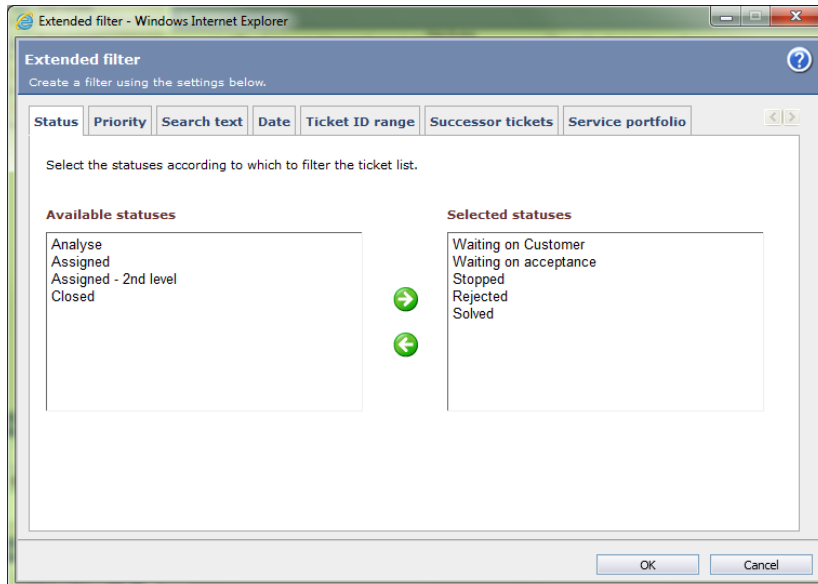 Extended filter - Windows Internet Explorer
Extended filter
Create a filter using the settings below.
Status Priority Search text Date Ticket ID range Successor tickets Service portfolio
Select the statuses according to which to filter the ticket list.
Available statuses Selected statuses
Analyse Waiting on Customer
Assigned Waiting on acceptance
Assigned - 2nd level Stopped
Closed Rejected
Solved
OK Cancel